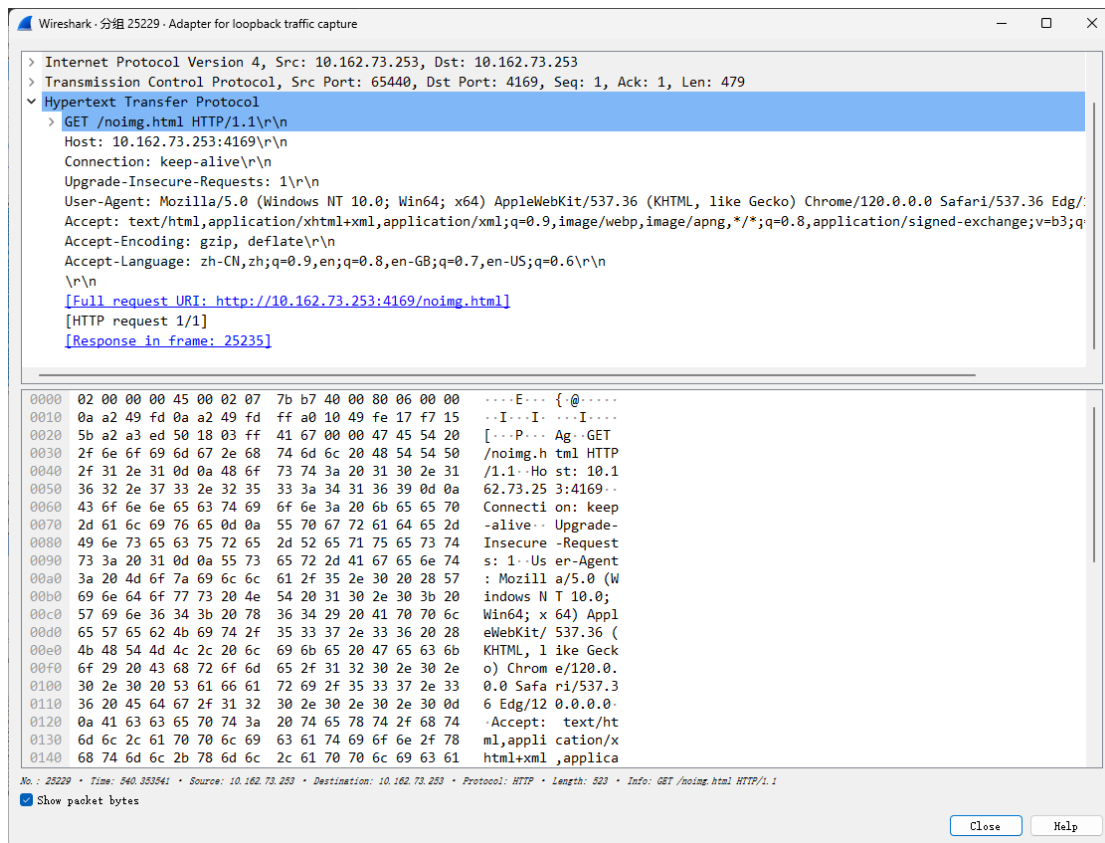 Wireshark · 分组 25229 · Adapter for loopback traffic capture
> Internet Protocol Version 4, Src: 10.162.73.253, Dst: 10.162.73.253
> Transmission Control Protocol, Src Port: 65440, Dst Port: 4169, Seq: 1, Ack: 1, Len: 479
Hypertext Transfer Protocol
> GET /noimg.html HTTP/1.1\r\n
Host: 10.162.73.253:4169\r\n
Connection: keep-alive\r\n
Upgrade-Insecure-Requests: 1\r\n
User-Agent: Mozilla/5.0 (Windows NT 10.0; Win64; x64) AppleWebKit/537.36 (KHTML, like Gecko) Chrome/120.0.0.0 Safari/537.36 Edg/
Accept: text/html,application/xhtml+xml,application/xml;q=0.9,image/webp,image/apng,*/*;q=0.8,application/signed-exchange;v=b3;q
Accept-Encoding: gzip, deflate\r\n
Accept-Language: zh-CN,zh;q=0.9,en;q=0.8,en-GB;q=0.7,en-US;q=0.6\r\n
\r\n
[Full request URI: http://10.162.73.253:4169/noimg.html]
[HTTP request 1/1]
[Response in frame: 25235]
0000 02 00 00 00 45 00 02 07 7b b7 40 00 80 06 00 00 ····E··· {·@·····
0010 0a a2 49 fd 0a a2 49 fd ff a0 10 49 fe 17 f7 15 ··I···I· ···I····
0020 5b a2 a3 ed 50 18 03 ff 41 67 00 00 47 45 54 20 [···P··· Ag··GET
0030 2f 6e 6f 69 6d 67 2e 68 74 6d 6c 20 48 54 54 50 /noimg.h tml HTTP
0040 2f 31 2e 31 0d 0a 48 6f 73 74 3a 20 31 30 2e 31 /1.1··Ho st: 10.1
0050 36 32 2e 37 33 2e 32 35 33 3a 34 31 36 39 0d 0a 62.73.25 3:4169··
0060 43 6f 6e 6e 65 63 74 69 6f 6e 3a 20 6b 65 65 70 Connecti on: keep
0070 2d 61 6c 69 76 65 0d 0a 55 70 67 72 61 64 65 2d -alive·· Upgrade-
0080 49 6e 73 65 63 75 72 65 2d 52 65 71 75 65 73 74 Insecure -Request
0090 73 3a 20 31 0d 0a 55 73 65 72 2d 41 67 65 6e 74 s: 1··Us er-Agent
00a0 3a 20 4d 6f 7a 69 6c 6c 61 2f 35 2e 30 20 28 57 : Mozill a/5.0 (W
00b0 69 6e 64 6f 77 73 20 4e 54 20 31 30 2e 30 3b 20 indows N T 10.0;
00c0 57 69 6e 36 34 3b 20 78 36 34 29 20 41 70 70 6c Win64; x 64) Appl
00d0 65 57 65 62 4b 69 74 2f 35 33 37 2e 33 36 20 28 eWebKit/ 537.36 (
00e0 4b 48 54 4d 4c 2c 20 6c 69 6b 65 20 47 65 63 6b KHTML, l ike Geck
00f0 6f 29 20 43 68 72 6f 6d 65 2f 31 32 30 2e 30 2e o) Chrom e/120.0.
0100 30 2e 30 20 53 61 66 61 72 69 2f 35 33 37 2e 33 0.0 Safa ri/537.3
0110 36 20 45 64 67 2f 31 32 30 2e 30 2e 30 2e 30 0d 6 Edg/12 0.0.0.0·
0120 0a 41 63 63 65 70 74 3a 20 74 65 78 74 2f 68 74 ·Accept: text/ht
0130 6d 6c 2c 61 70 70 6c 69 63 61 74 69 6f 6e 2f 78 ml,appli cation/x
0140 68 74 6d 6c 2b 78 6d 6c 2c 61 70 70 6c 69 63 61 html+xml ,applica
No.: 25229 · Time: 540.353541 · Source: 10.162.73.253 · Destination: 10.162.73.253 · Protocol: HTTP · Length: 523 · Info: GET /noimg.html HTTP/1.1
Show packet bytes
Close Help